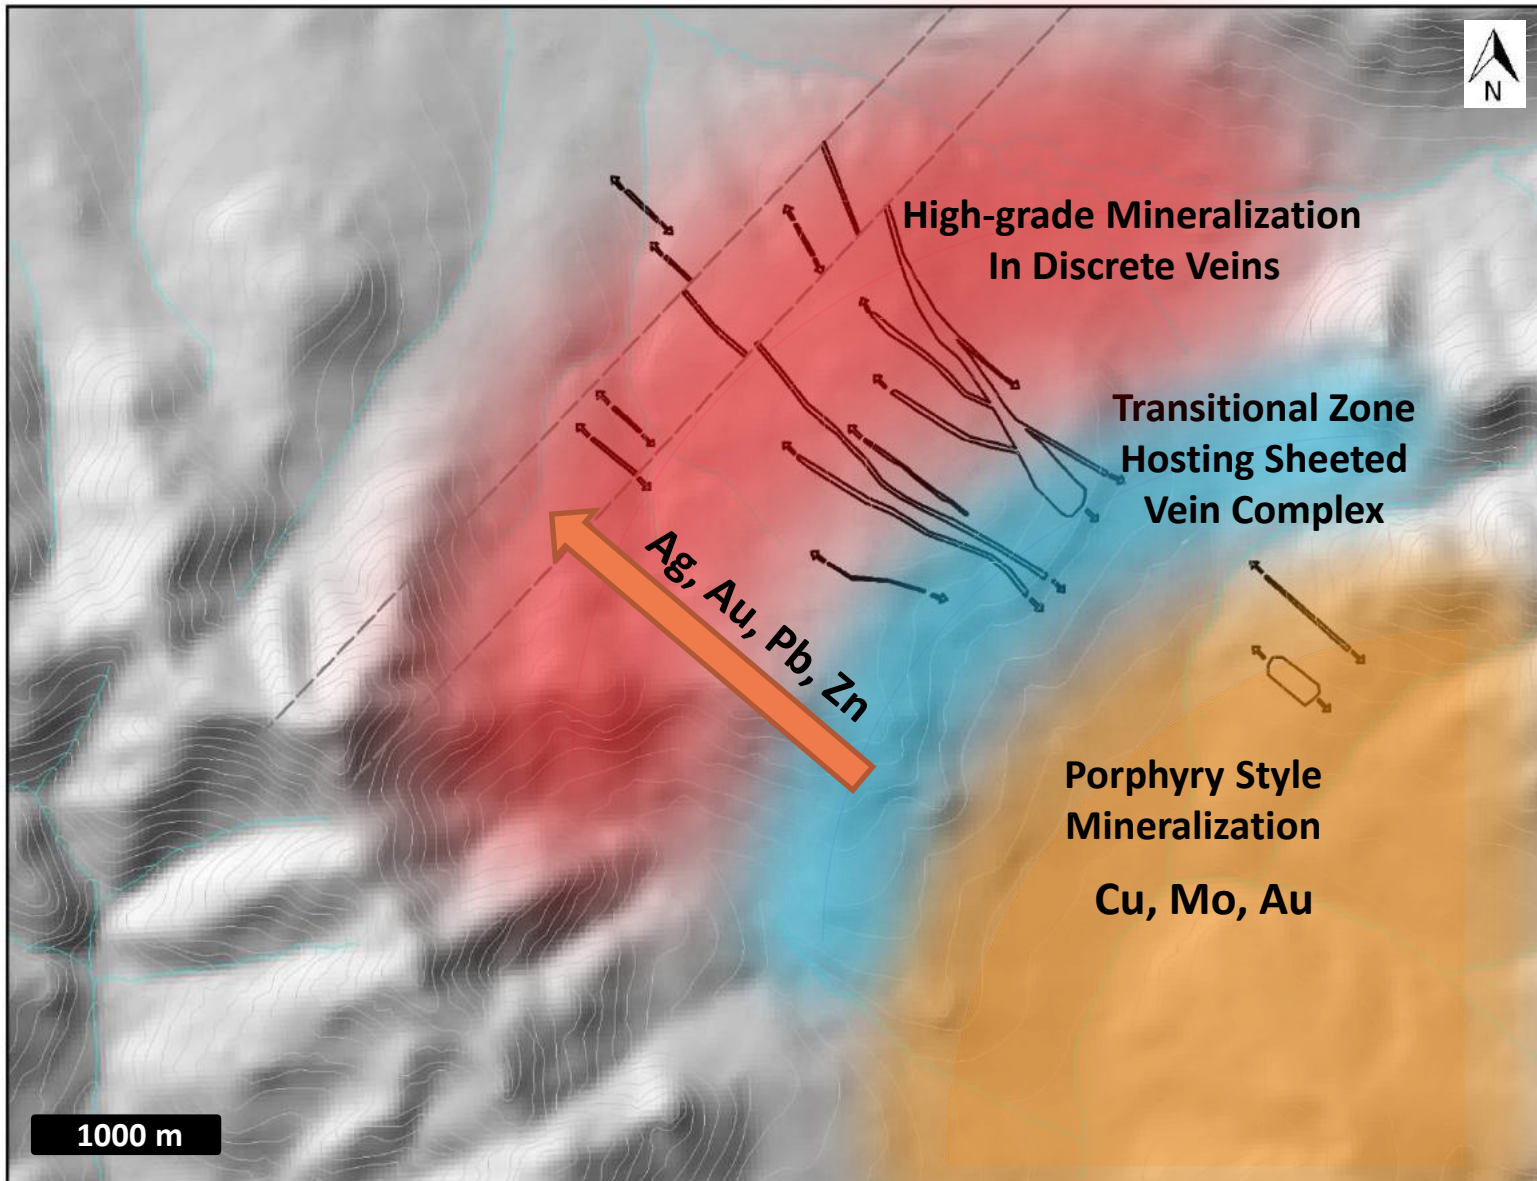 N
High-grade Mineralization
In Discrete Veins
Transitional Zone
Hosting Sheeted
Vein Complex
Ag, Au, Pb, Zn
Porphyry Style
Mineralization
Cu, Mo, Au
1000 m